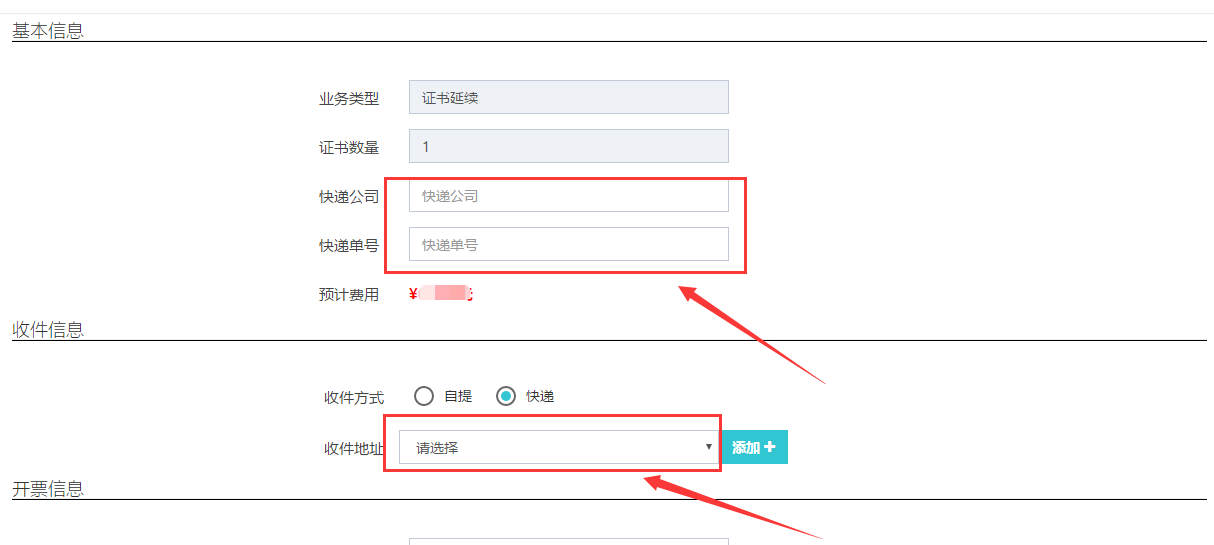 基本信息
业务类型 证书延续
证书数量 1
快递公司 快递公司
快递单号 快递单号
预计费用 ¥
收件信息
收件方式 自提 快递
收件地址 请选择 添加
开票信息